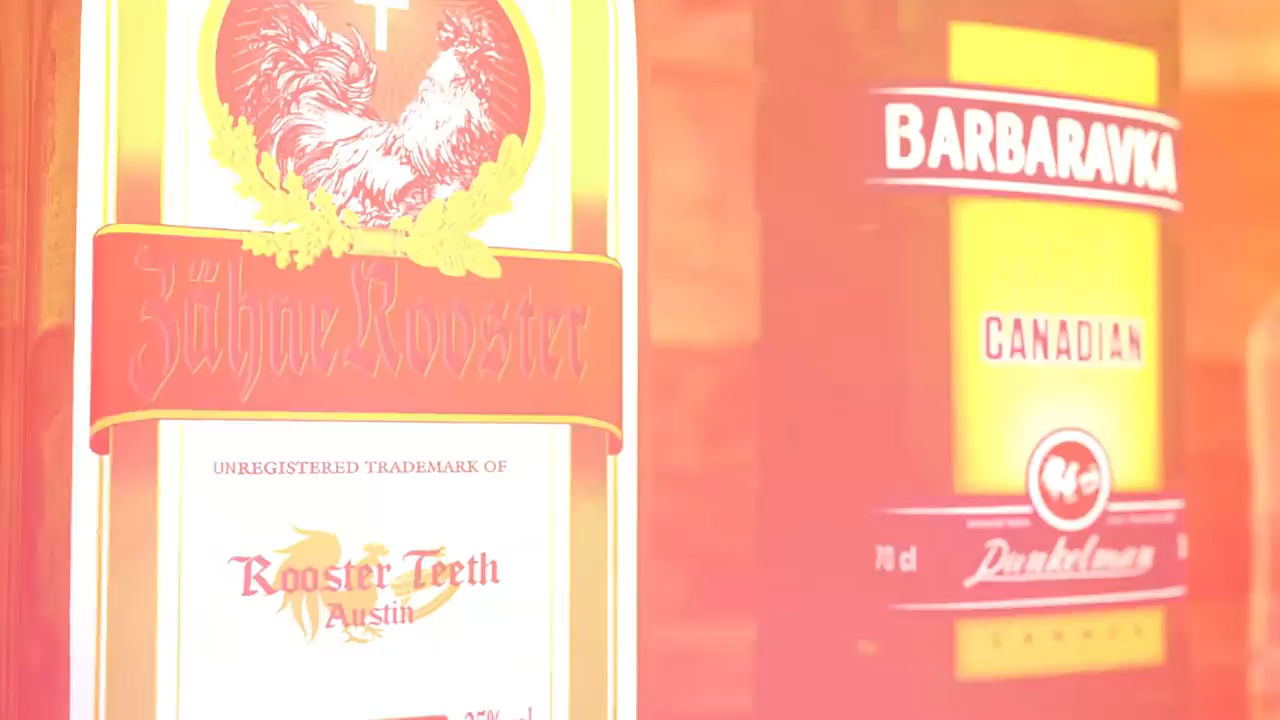 Zähne Rooster
UNREGISTERED TRADEMARK OF
Rooster Teeth
Austin
BARBARAVKA
CANADIAN
70 cl
Dunkelman